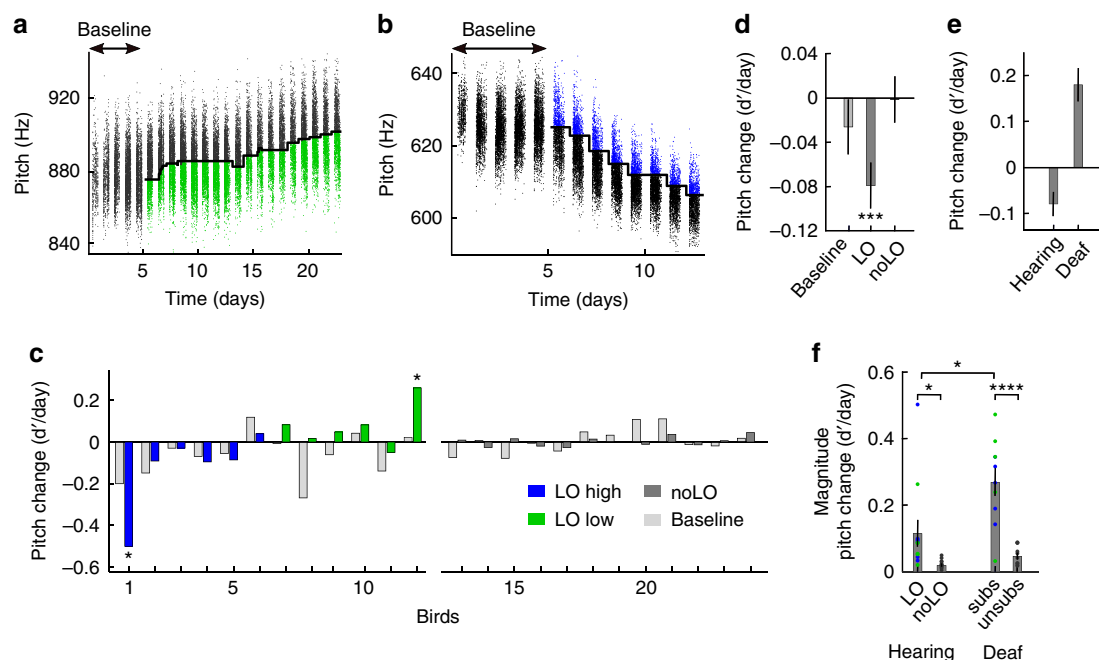 a
Baseline
Pitch (Hz)
920
880
840
5
10
15
20
Time (days)
b
Baseline
Pitch (Hz)
640
620
600
5
10
Time (days)
d
Pitch change (d′/day)
0.04
0
−0.04
−0.08
−0.12
***
Baseline
LO
noLO
e
Pitch change (d′/day)
0.2
0.1
0
−0.1
Hearing
Deaf
c
Pitch change (d′/day)
0.2
0
−0.2
−0.4
−0.6
*
*
LO high
LO low
noLO
Baseline
1
5
10
15
20
Birds
f
Magnitude
pitch change (d′/day)
0.6
0.4
0.2
0
*
*
****
LO
noLO
subs
unsubs
Hearing
Deaf